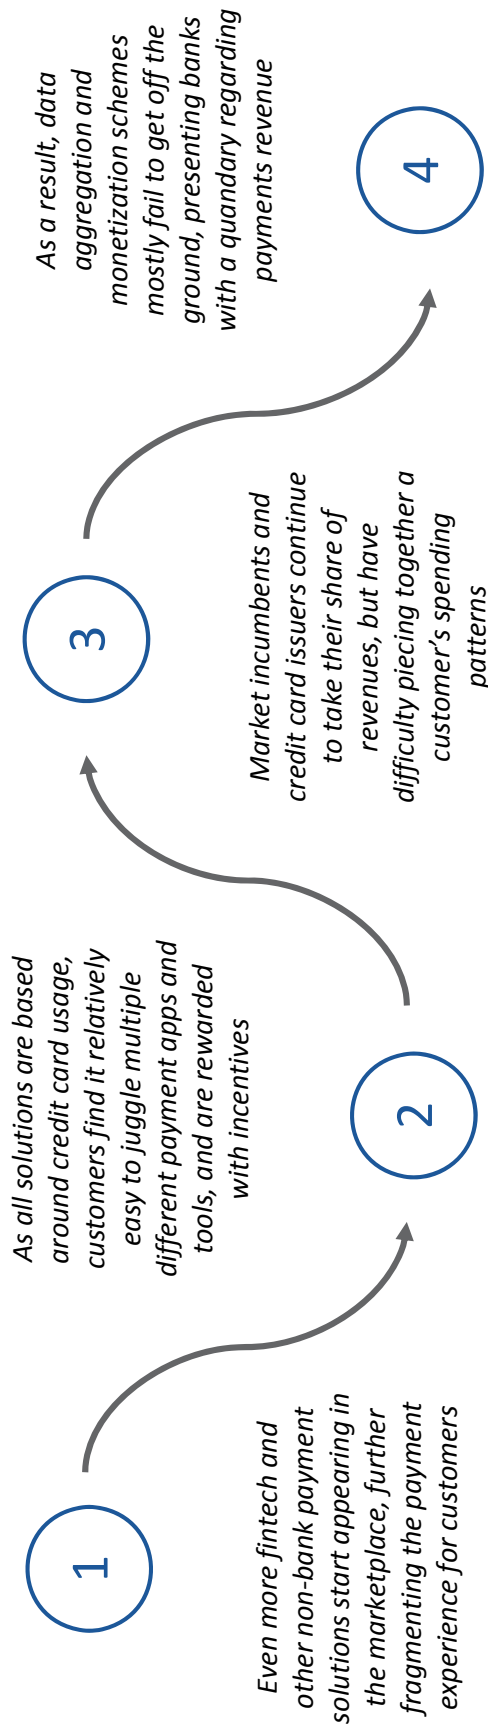 1
Even more fintech and
other non-bank payment
solutions start appearing in
the marketplace, further
fragmenting the payment
experience for customers
2
As all solutions are based
around credit card usage,
customers find it relatively
easy to juggle multiple
different payment apps and
tools, and are rewarded
with incentives
3
Market incumbents and
credit card issuers continue
to take their share of
revenues, but have
difficulty piecing together a
customer’s spending
patterns
4
As a result, data
aggregation and
monetization schemes
mostly fail to get off the
ground, presenting banks
with a quandary regarding
payments revenue